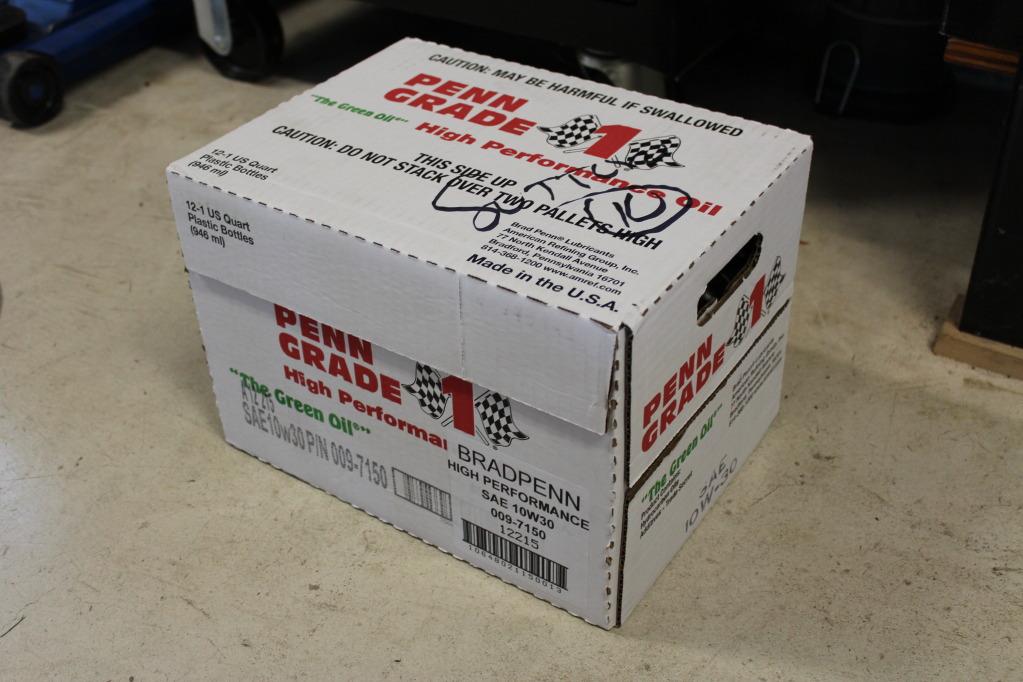 CAUTION: MAY BE HARMFUL IF SWALLOWED
PENN
GRADE 1
"The Green Oil®"
High Performance Oil
THIS SIDE UP
CAUTION: DO NOT STACK OVER TWO PALLETS HIGH
12-1 US Quart
Plastic Bottles
(946 ml)
Brad Penn® Lubricants
American Refining Group, Inc.
77 North Kendall Avenue
Bradford, Pennsylvania 16701
814-368-1200 www.amref.com
Made in the U.S.A.
12-1 US Quart
Plastic Bottles
(946 ml)
PENN
GRADE 1
High Performa
"The Green Oil®"
SAE10w30 P/N 009-7150
BRADPENN
HIGH PERFORMANCE
SAE 10W30
009-7150
12215
PENN
GRADE 1
"The Green Oil"
SAE
10W-30